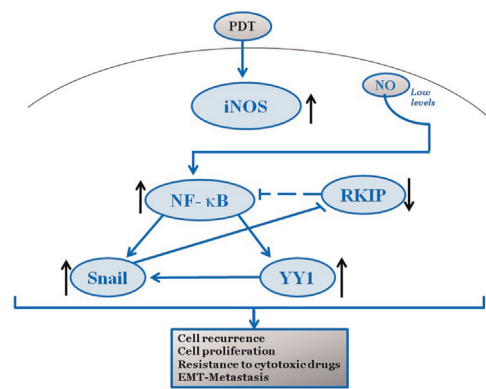 PDT
iNOS
NO
Low
levels
NF-κB
RKIP
Snail
YY1
Cell recurrence
Cell proliferation
Resistance to cytotoxic drugs
EMT-Metastasis